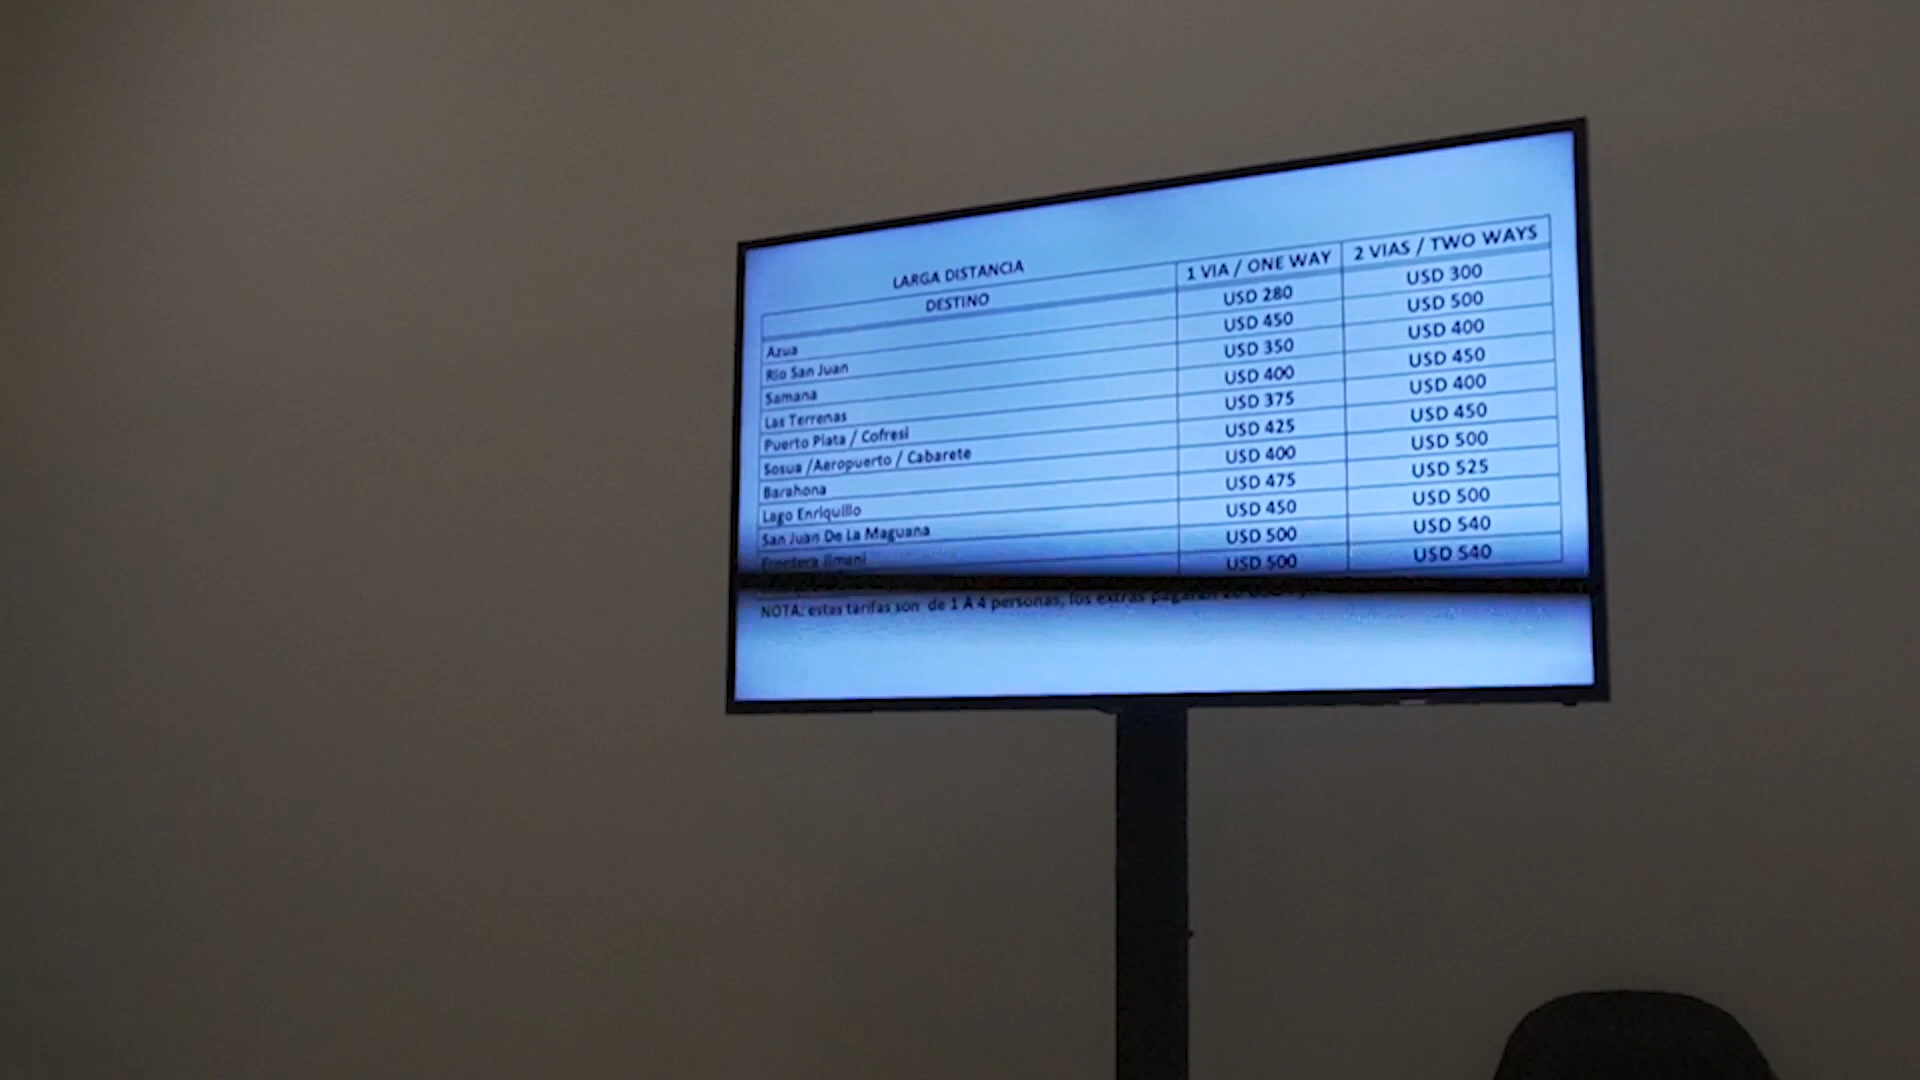 LARGA DISTANCIA
DESTINO 1 VIA / ONE WAY 2 VIAS / TWO WAYS
Azua USD 280 USD 300
Rio San Juan USD 450 USD 500
Samana USD 350 USD 400
Las Terrenas USD 400 USD 450
Puerto Plata / Cofresi USD 375 USD 400
Sosua /Aeropuerto / Cabarete USD 425 USD 450
Barahona USD 400 USD 500
Lago Enriquillo USD 475 USD 525
San Juan De La Maguana USD 450 USD 500
Frontera Jimani USD 500 USD 540
USD 500 USD 540
NOTA: estas tarifas son de 1 A 4 personas, los extras pagaran